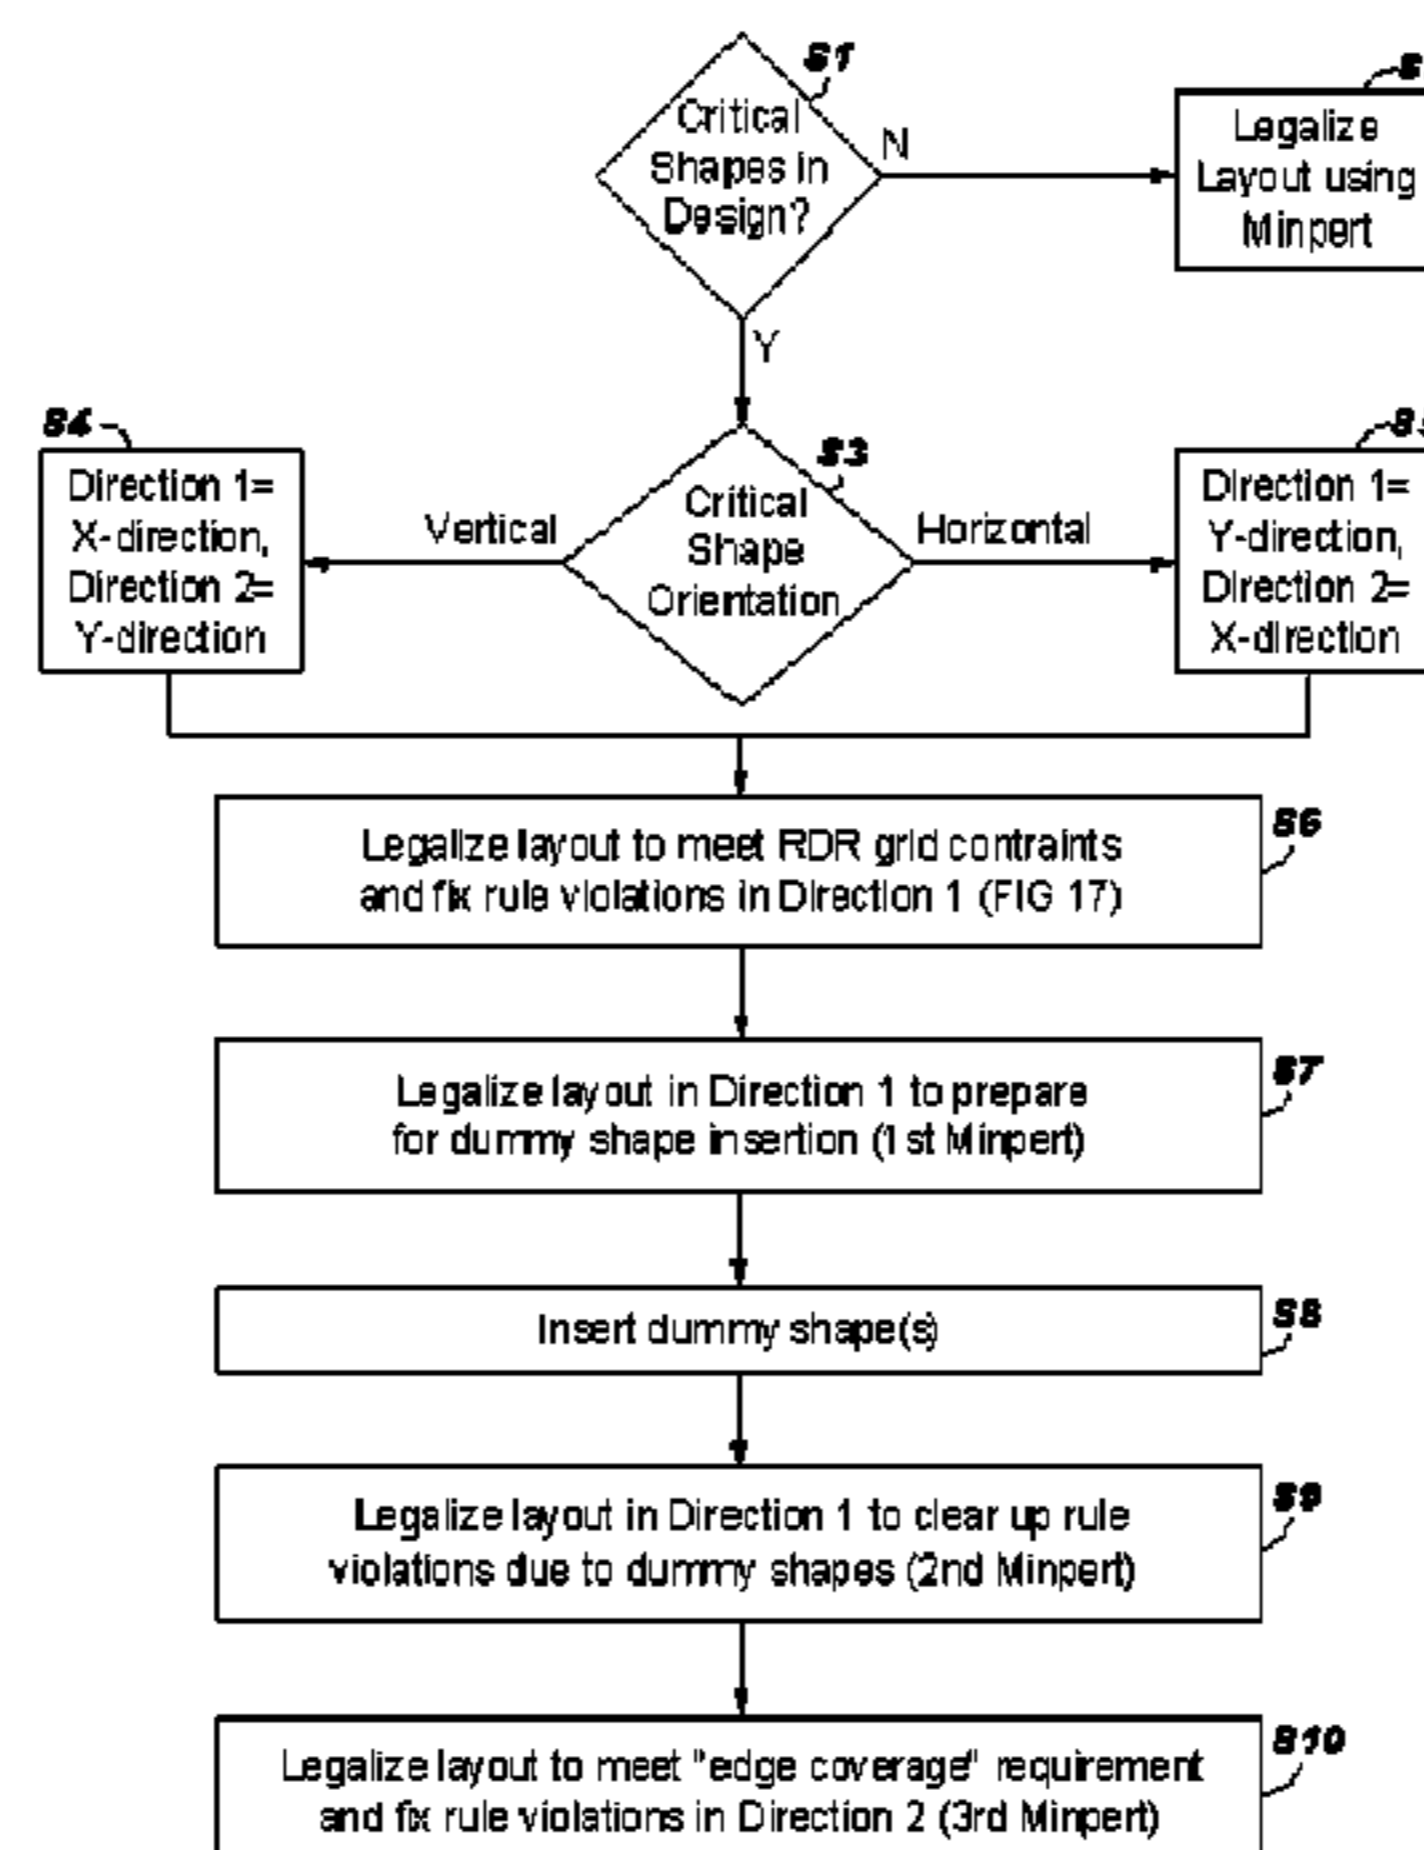 S1
Critical
Shapes in
Design?
N
Legalize
Layout using
Minpert
Y
S4
Direction 1=
X-direction,
Direction 2=
Y-direction
Vertical
S3
Critical
Shape
Orientation
Horizontal
Direction 1=
Y-direction,
Direction 2=
X-direction
Legalize layout to meet RDR grid contraints
and fix rule violations in Direction 1 (FIG 17)
S6
Legalize layout in Direction 1 to prepare
for dummy shape insertion (1st Minpert)
S7
Insert dummy shape(s)
S8
Legalize layout in Direction 1 to clear up rule
violations due to dummy shapes (2nd Minpert)
S9
Legalize layout to meet "edge coverage" requirement
and fix rule violations in Direction 2 (3rd Minpert)
S10